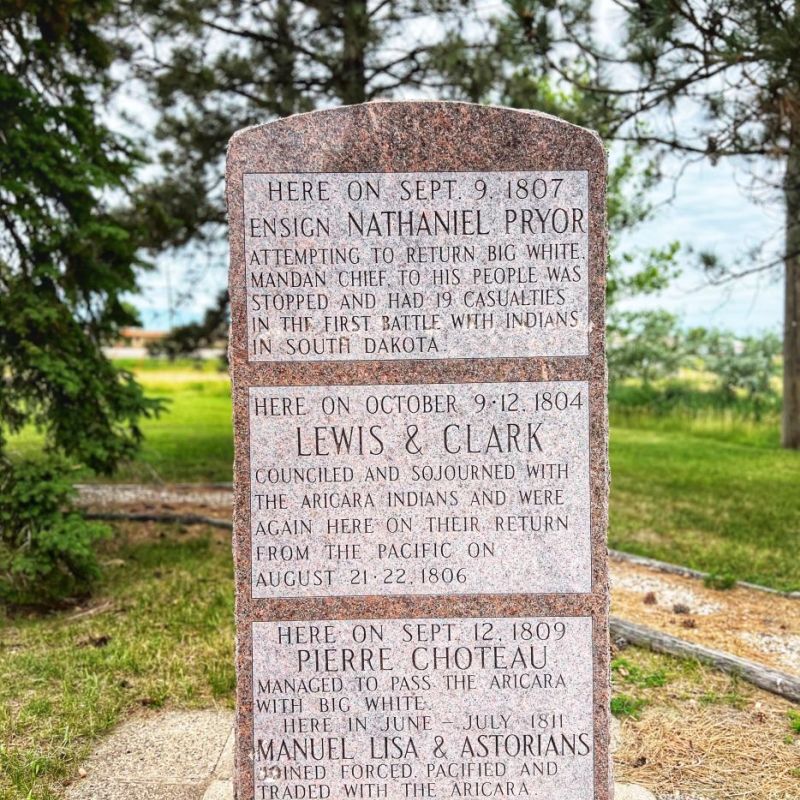 HERE ON SEPT. 9, 1807
ENSIGN NATHANIEL PRYOR
ATTEMPTING TO RETURN BIG WHITE,
MANDAN CHIEF, TO HIS PEOPLE WAS
STOPPED AND HAD 19 CASUALTIES
IN THE FIRST BATTLE WITH INDIANS
IN SOUTH DAKOTA.
HERE ON OCTOBER 9-12, 1804
LEWIS & CLARK
COUNCILED AND SOJOURNED WITH
THE ARICARA INDIANS AND WERE
AGAIN HERE ON THEIR RETURN
FROM THE PACIFIC ON
AUGUST 21-22, 1806
HERE ON SEPT. 12, 1809
PIERRE CHOTEAU
MANAGED TO PASS THE ARICARA
WITH BIG WHITE.
HERE IN JUNE - JULY 1811
MANUEL LISA & ASTORIANS
JOINED FORCED, PACIFIED AND
TRADED WITH THE ARICARA.